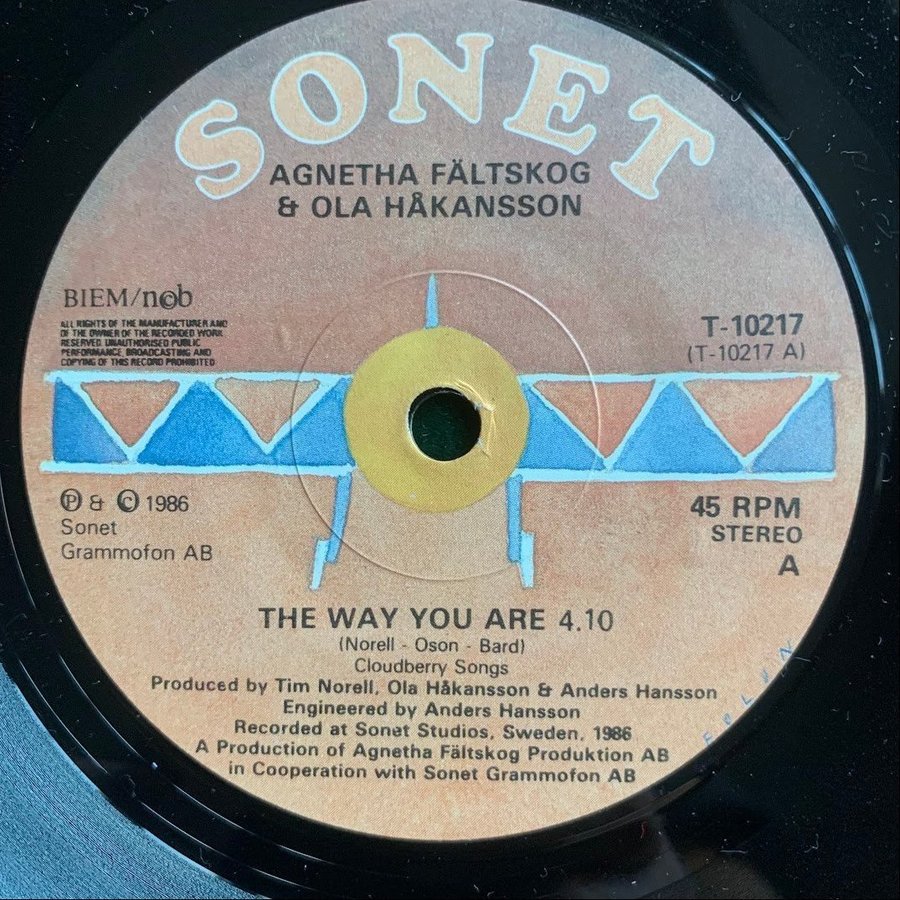 SONET
AGNETHA FÄLTSKOG
& OLA HÅKANSSON
BIEM/n©b
ALL RIGHTS OF THE MANUFACTURER AND
OF THE OWNER OF THE RECORDED WORK
RESERVED UNAUTHORISED PUBLIC
PERFORMANCE, BROADCASTING AND
COPYING OF THIS RECORD PROHIBITED
T-10217
(T-10217 A)
℗ & © 1986
Sonet
Grammofon AB
45 RPM
STEREO
A
THE WAY YOU ARE 4.10
(Norell - Oson - Bard)
Cloudberry Songs
Produced by Tim Norell, Ola Håkansson & Anders Hansson
Engineered by Anders Hansson
Recorded at Sonet Studios, Sweden, 1986
A Production of Agnetha Fältskog Produktion AB
in Cooperation with Sonet Grammofon AB
FOLON